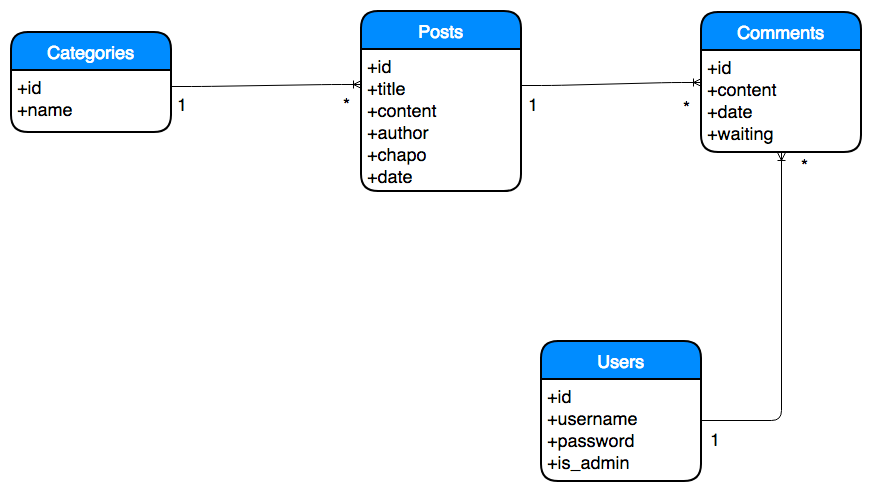 Categories
+id
+name
1
*
Posts
+id
+title
+content
+author
+chapo
+date
1
*
Comments
+id
+content
+date
+waiting
*
Users
+id
+username
+password
+is_admin
1